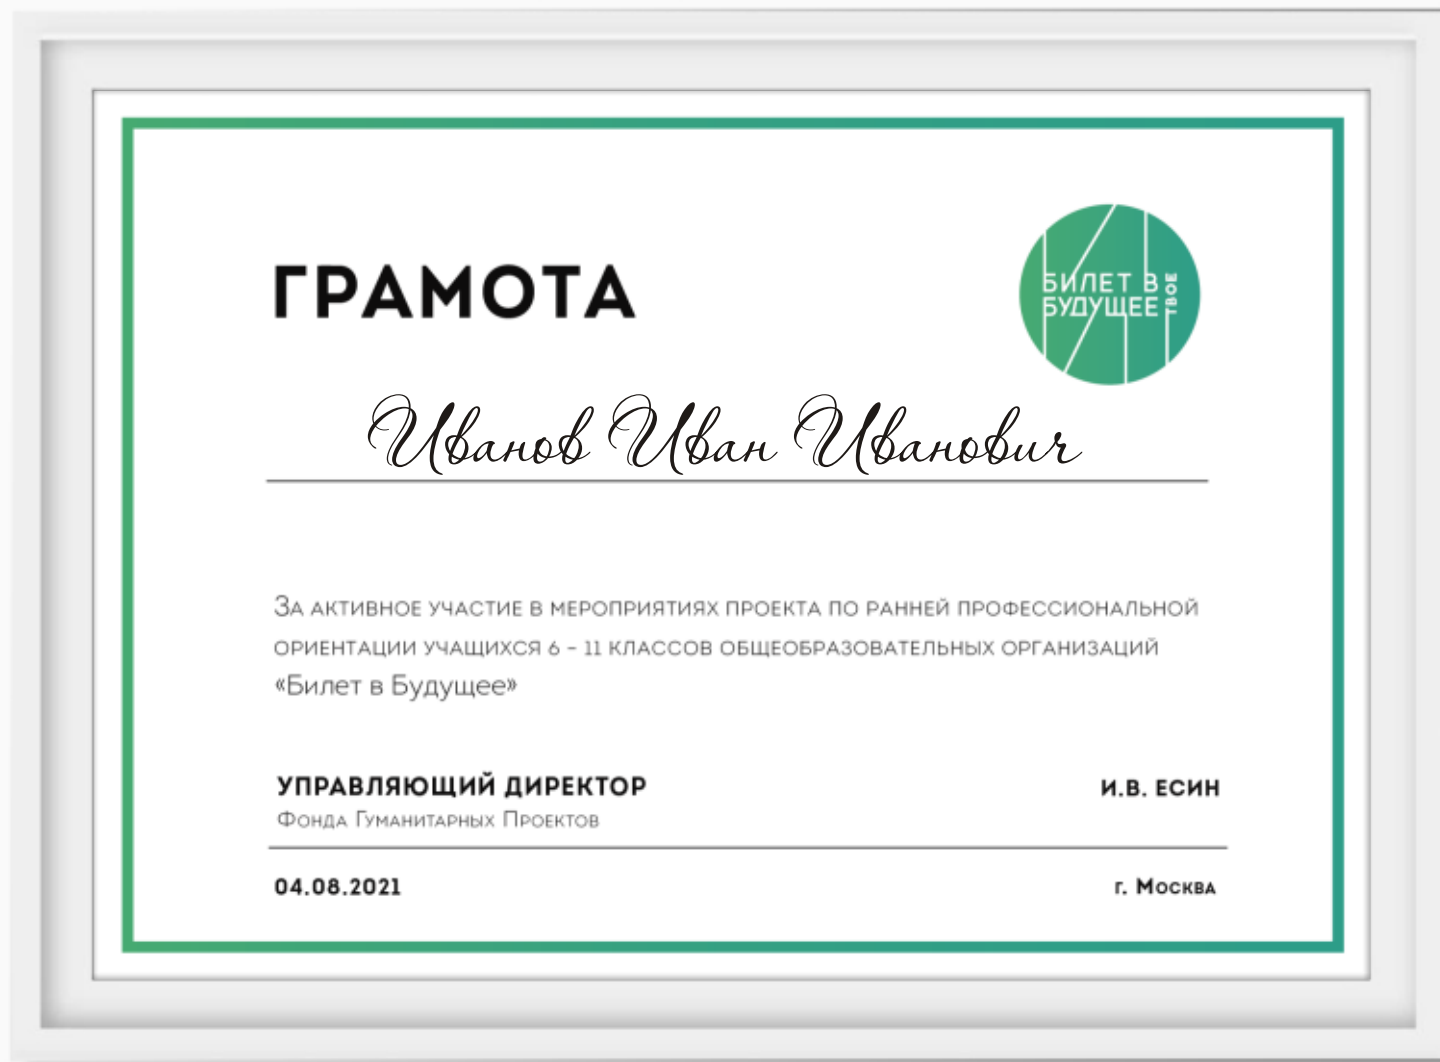 ГРАМОТА
БИЛЕТ В
БУДУЩЕЕ
ТВОЕ
Иванов Иван Иванович
За активное участие в мероприятиях проекта по ранней профессиональной
ориентации учащихся 6 – 11 классов общеобразовательных организаций
«Билет в Будущее»
УПРАВЛЯЮЩИЙ ДИРЕКТОР
И.В. ЕСИН
Фонда Гуманитарных Проектов
04.08.2021
г. Москва